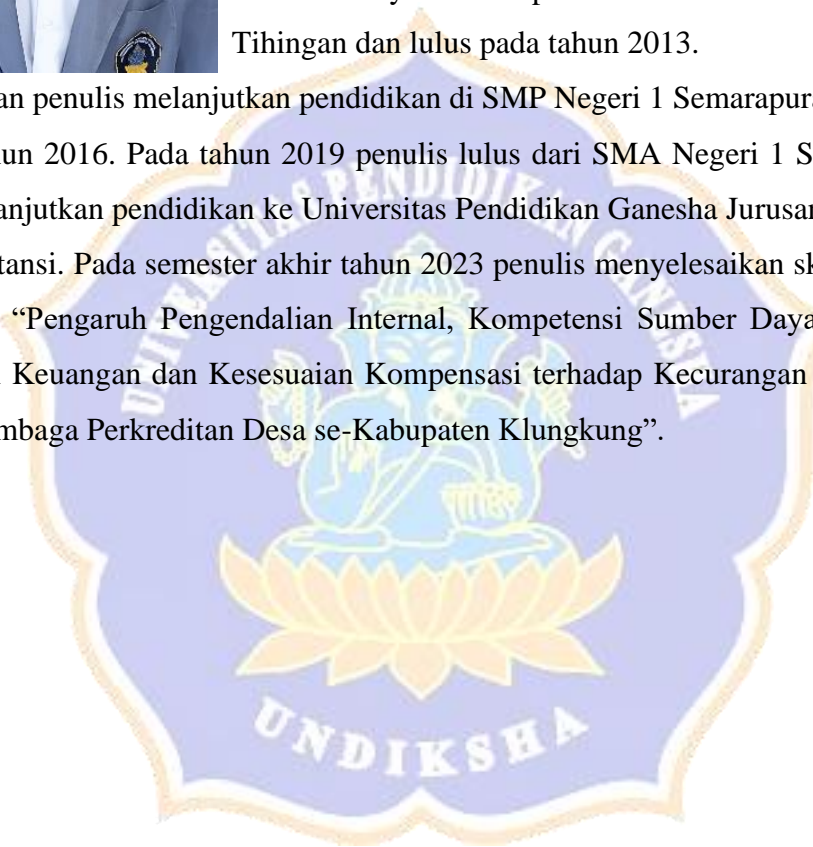 Tihingan dan lulus pada tahun 2013.
an penulis melanjutkan pendidikan di SMP Negeri 1 Semarapura
un 2016. Pada tahun 2019 penulis lulus dari SMA Negeri 1 S
anjutkan pendidikan ke Universitas Pendidikan Ganesha Jurusan
tansi. Pada semester akhir tahun 2023 penulis menyelesaikan sk
“Pengaruh Pengendalian Internal, Kompetensi Sumber Daya
Keuangan dan Kesesuaian Kompensasi terhadap Kecurangan
mbaga Perkreditan Desa se-Kabupaten Klungkung”.
UNIVERSITAS PENDIDIKAN GANESHA
UNDIKSHA